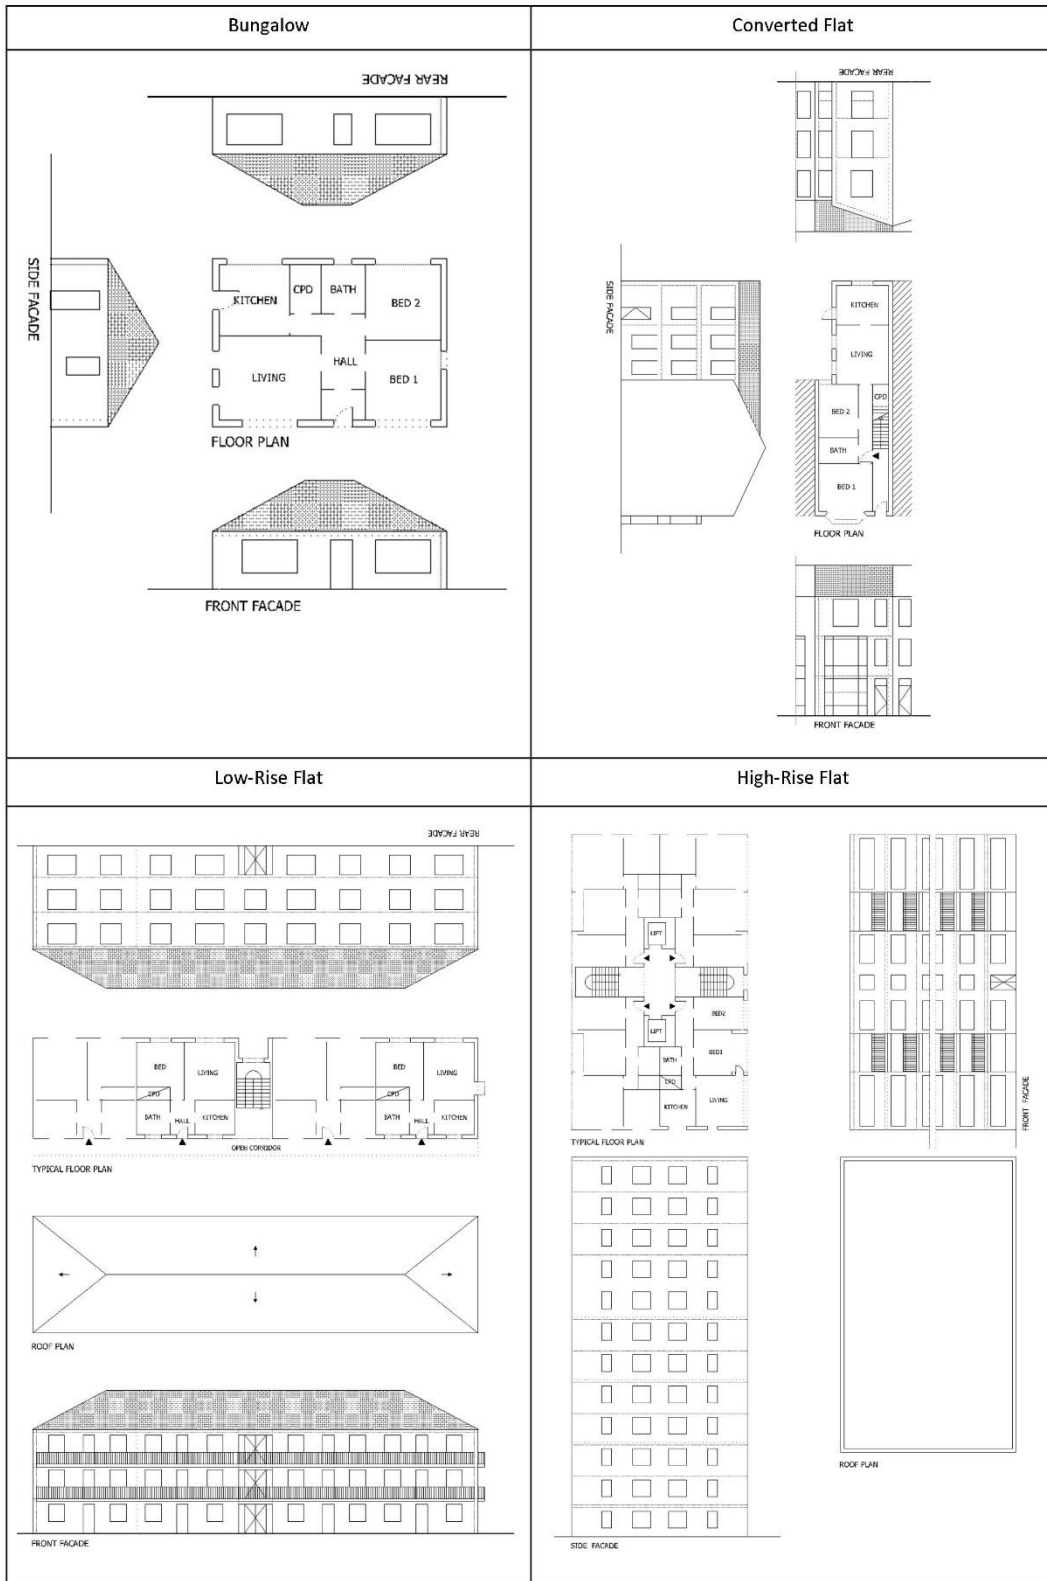 Bungalow
REAR FACADE
SIDE FACADE
KITCHEN
CPD
BATH
BED 2
HALL
LIVING
BED 1
FLOOR PLAN
FRONT FACADE
Converted Flat
REAR FACADE
SIDE FACADE
KITCHEN
LIVING
BED 2
CPD
BATH
BED 1
FLOOR PLAN
FRONT FACADE
Low-Rise Flat
REAR FACADE
BED
LIVING
CPD
BATH
HALL
KITCHEN
BED
LIVING
CPD
BATH
HALL
KITCHEN
OPEN CORRIDOR
TYPICAL FLOOR PLAN
ROOF PLAN
FRONT FACADE
High-Rise Flat
LIFT
LIFT
BED2
BATH
BED1
CPD
KITCHEN
LIVING
TYPICAL FLOOR PLAN
FRONT FACADE
ROOF PLAN
SIDE FACADE